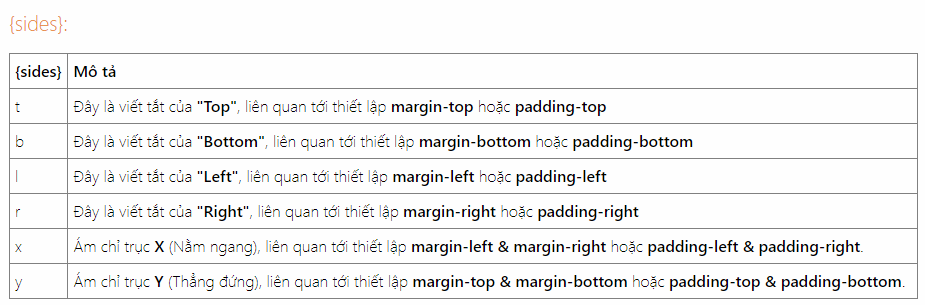 {sides}:
{sides} Mô tả
t Đây là viết tắt của "Top", liên quan tới thiết lập margin-top hoặc padding-top
b Đây là viết tắt của "Bottom", liên quan tới thiết lập margin-bottom hoặc padding-bottom
l Đây là viết tắt của "Left", liên quan tới thiết lập margin-left hoặc padding-left
r Đây là viết tắt của "Right", liên quan tới thiết lập margin-right hoặc padding-right
x Ám chỉ trục X (Nằm ngang), liên quan tới thiết lập margin-left & margin-right hoặc padding-left & padding-right.
y Ám chỉ trục Y (Thẳng đứng), liên quan tới thiết lập margin-top & margin-bottom hoặc padding-top & padding-bottom.